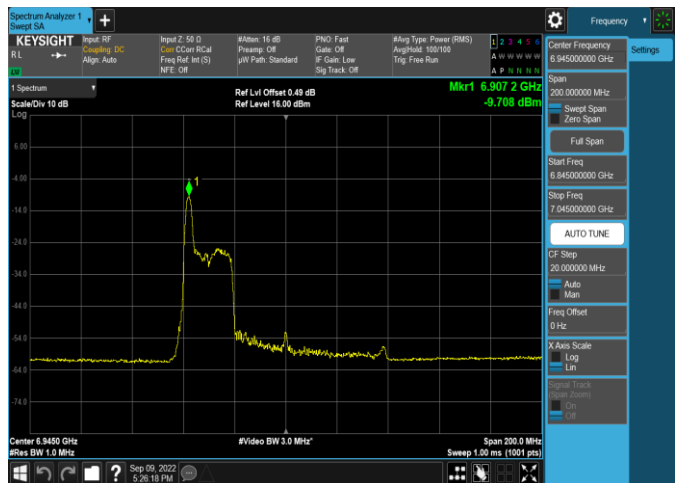 Spectrum Analyzer 1
Swept SA
+
Frequency
KEYSIGHT
RL
Input: RF
Coupling: DC
Align: Auto
Input Z: 50 Ω
Corr CCorr RCal
Freq Ref: Int (S)
NFE: Off
#Atten: 16 dB
Preamp: Off
µW Path: Standard
PNO: Fast
Gate: Off
IF Gain: Low
Sig Track: Off
#Avg Type: Power (RMS)
Avg|Hold: 100/100
Trig: Free Run
1 2 3 4 5 6
A W W W W W
A P N N N N
LNI
1 Spectrum
Scale/Div 10 dB
Log
Ref Lvl Offset 0.49 dB
Ref Level 16.00 dBm
Mkr1 6.907 2 GHz
-9.708 dBm
6.00
-4.00
-14.0
-24.0
-34.0
-44.0
-54.0
-64.0
-74.0
1
Center 6.9450 GHz
#Res BW 1.0 MHz
#Video BW 3.0 MHz*
Span 200.0 MHz
Sweep 1.00 ms (1001 pts)
Sep 09, 2022
5:26:18 PM
?
Center Frequency
6.945000000 GHz
Settings
Span
200.000000 MHz
Swept Span
Zero Span
Full Span
Start Freq
6.845000000 GHz
Stop Freq
7.045000000 GHz
AUTO TUNE
CF Step
20.000000 MHz
Auto
Man
Freq Offset
0 Hz
X Axis Scale
Log
Lin
Signal Track
(Span Zoom)
On
Off